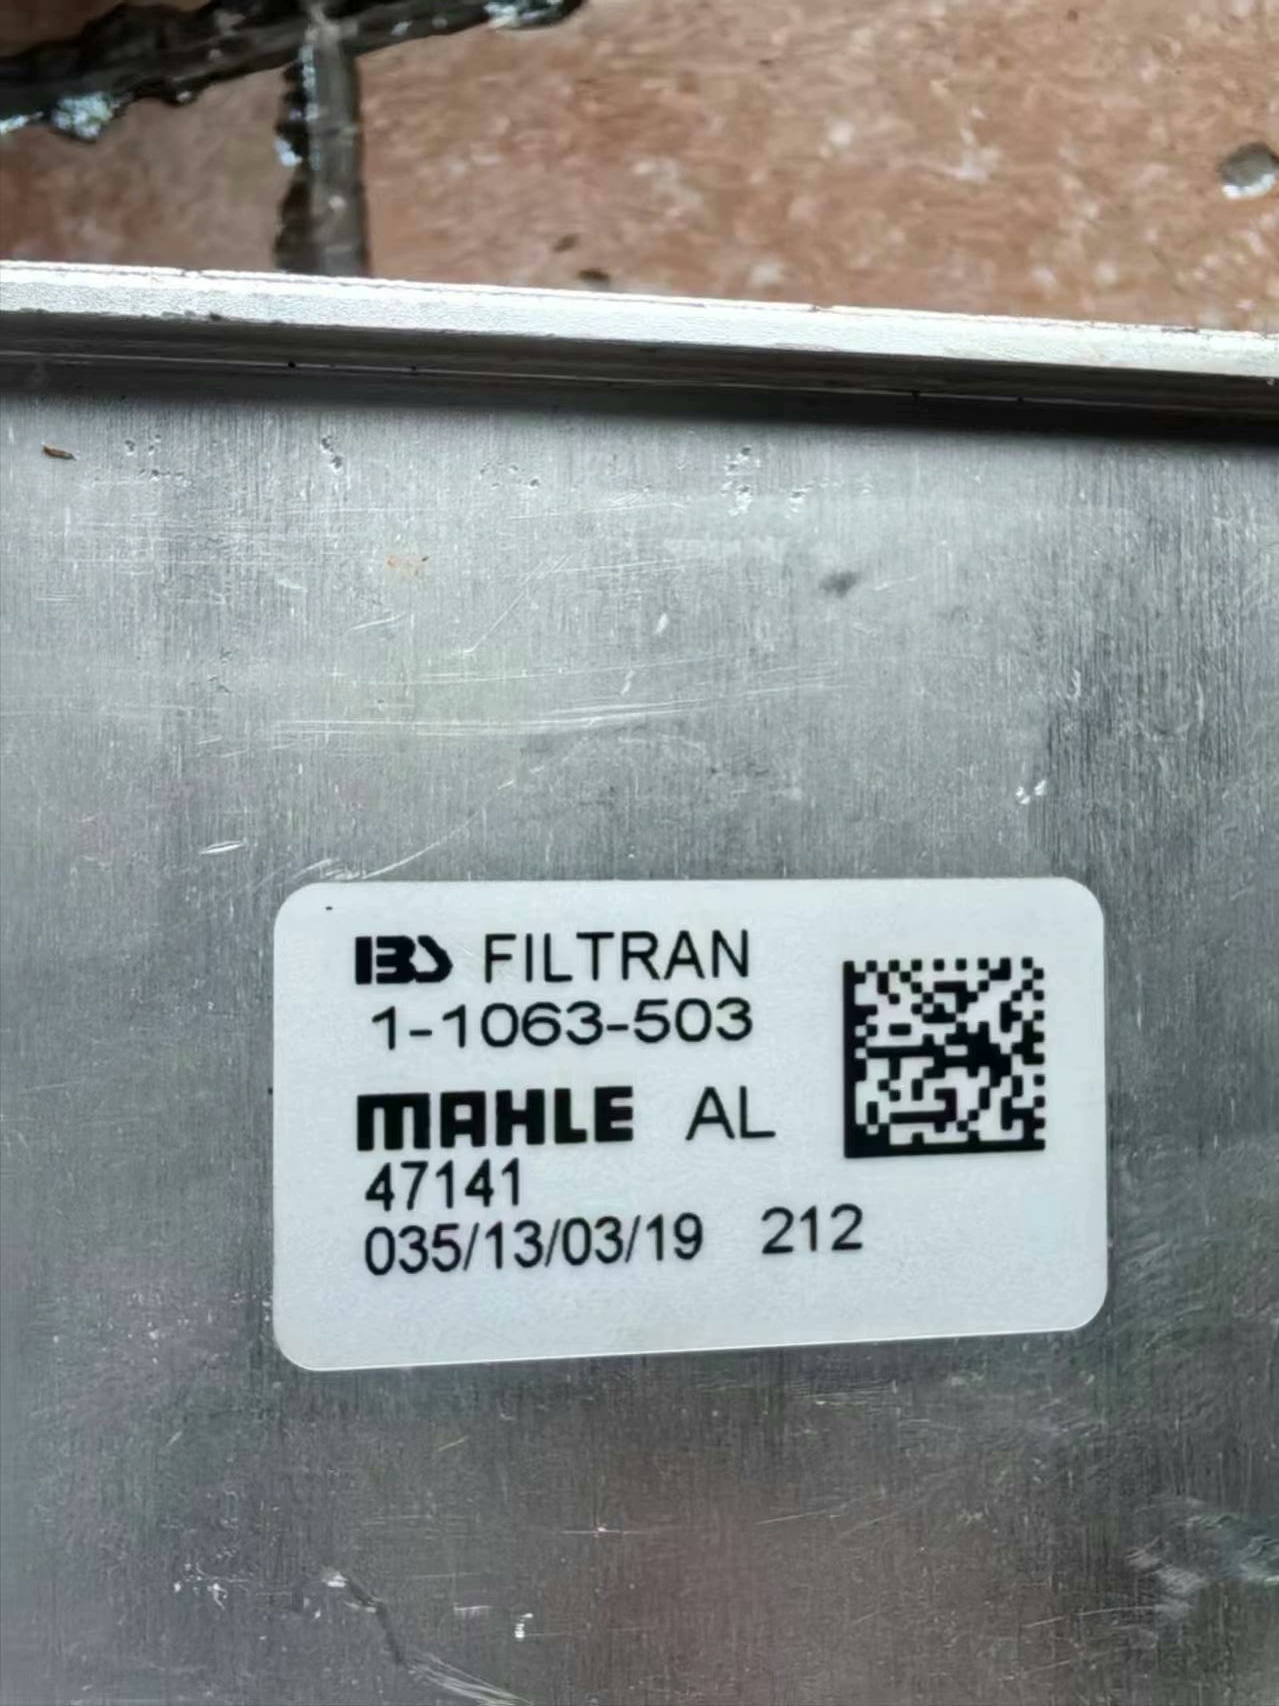 IBS FILTRAN
1-1063-503
MAHLE AL
47141
035/13/03/19 212